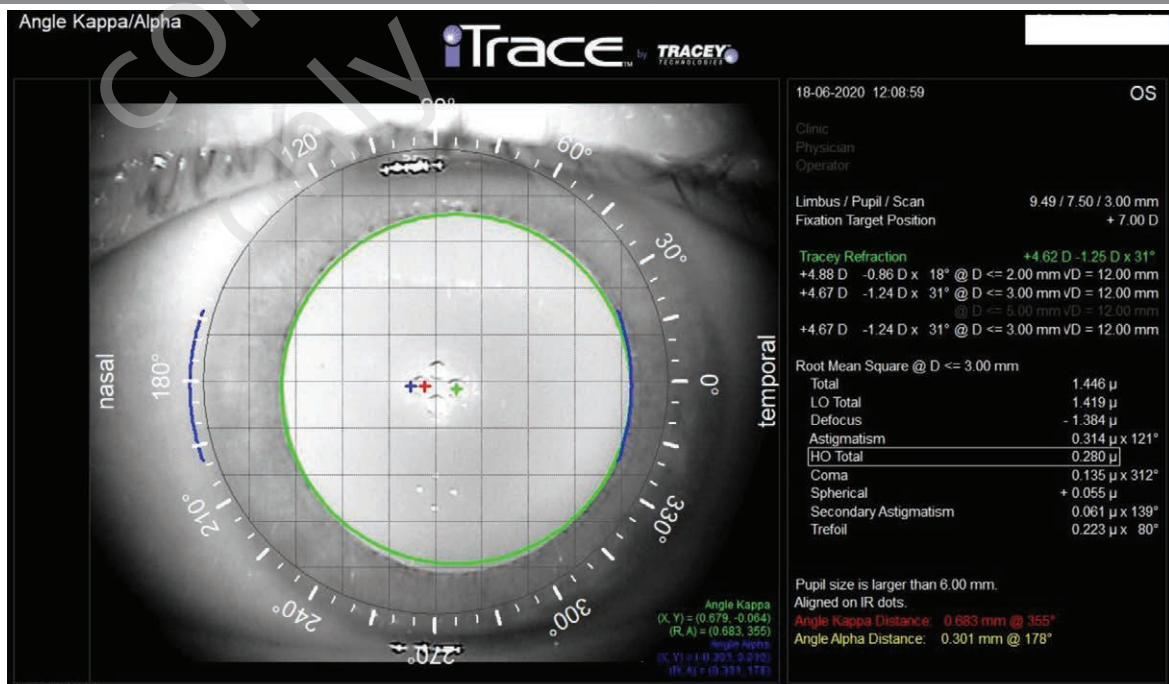 Angle Kappa/Alpha
iTrace™ by TRACEY™
TECHNOLOGIES
only
90°
120°
60°
30°
nasal
180°
0°
temporal
210°
330°
240°
300°
270°
Angle Kappa
(X, Y) = (0.679, -0.064)
(R, A) = (0.683, 355)
Angle Alpha
18-06-2020 12:08:59 OS
Clinic
Physician
Operator
Limbus / Pupil / Scan 9.49 / 7.50 / 3.00 mm
Fixation Target Position + 7.00 D
Tracey Refraction +4.62 D -1.25 D x 31°
+4.88 D -0.86 D x 18° @ D <= 2.00 mm VD = 12.00 mm
+4.67 D -1.24 D x 31° @ D <= 3.00 mm VD = 12.00 mm
@ D <= 5.00 mm VD = 12.00 mm
+4.67 D -1.24 D x 31° @ D <= 3.00 mm VD = 12.00 mm
Root Mean Square @ D <= 3.00 mm
Total 1.446 µ
LO Total 1.419 µ
Defocus - 1.384 µ
Astigmatism 0.314 µ x 121°
HO Total 0.280 µ
Coma 0.135 µ x 312°
Spherical + 0.055 µ
Secondary Astigmatism 0.061 µ x 139°
Trefoil 0.223 µ x 80°
Pupil size is larger than 6.00 mm.
Aligned on IR dots.
Angle Kappa Distance: 0.683 mm @ 355°
Angle Alpha Distance: 0.301 mm @ 178°